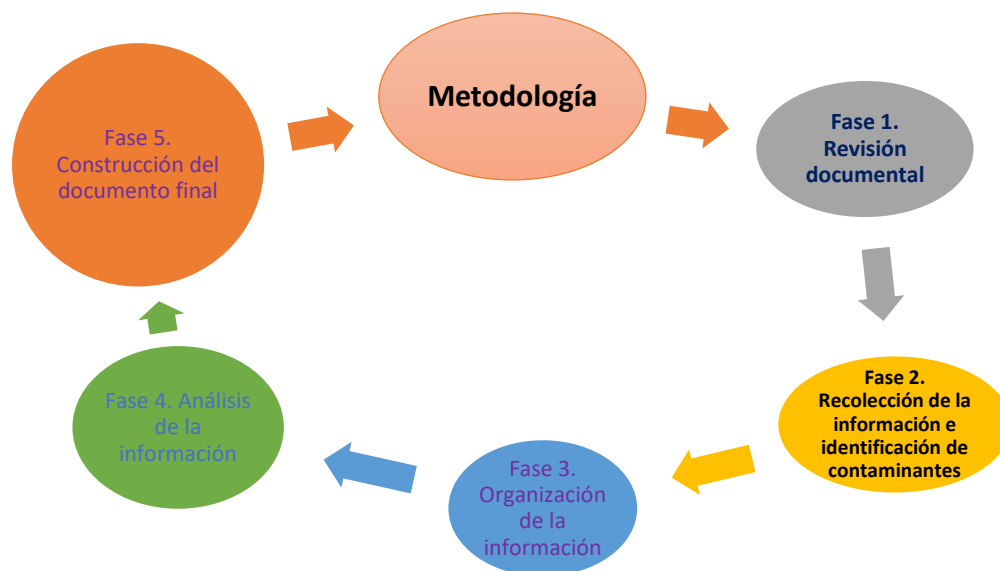 Metodología
Fase 1.
Revisión
documental
Fase 2.
Recolección de la
información e
identificación de
contaminantes
Fase 3.
Organización
de la
información
Fase 4. Análisis
de la
información
Fase 5.
Construcción del
documento final